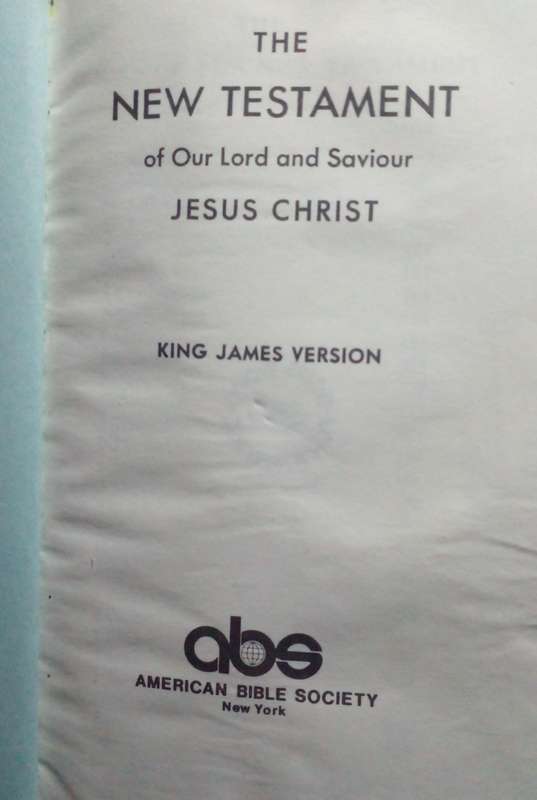 THE
NEW TESTAMENT
of Our Lord and Saviour
JESUS CHRIST
KING JAMES VERSION
abs
AMERICAN BIBLE SOCIETY
New York